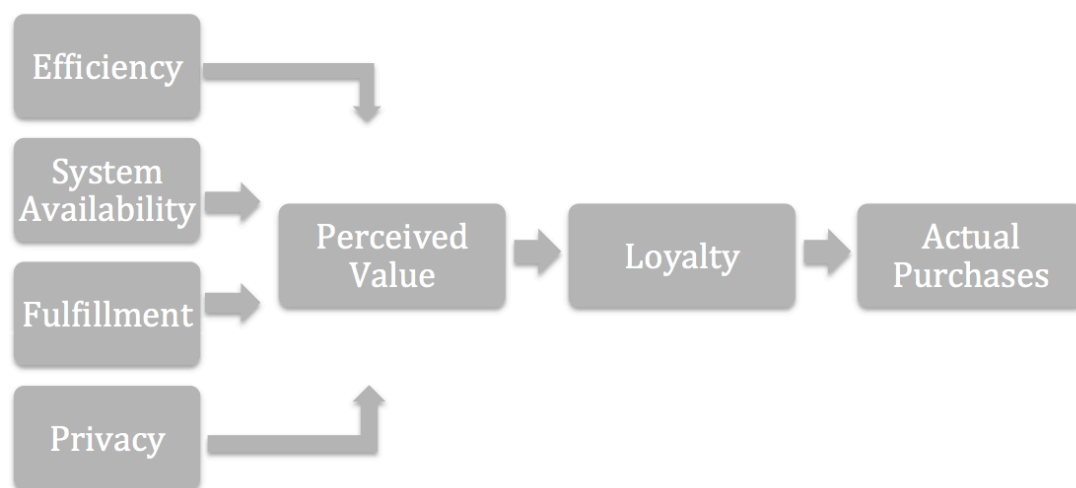 Efficiency
System
Availability
Fulfillment
Privacy
Perceived
Value
Loyalty
Actual
Purchases